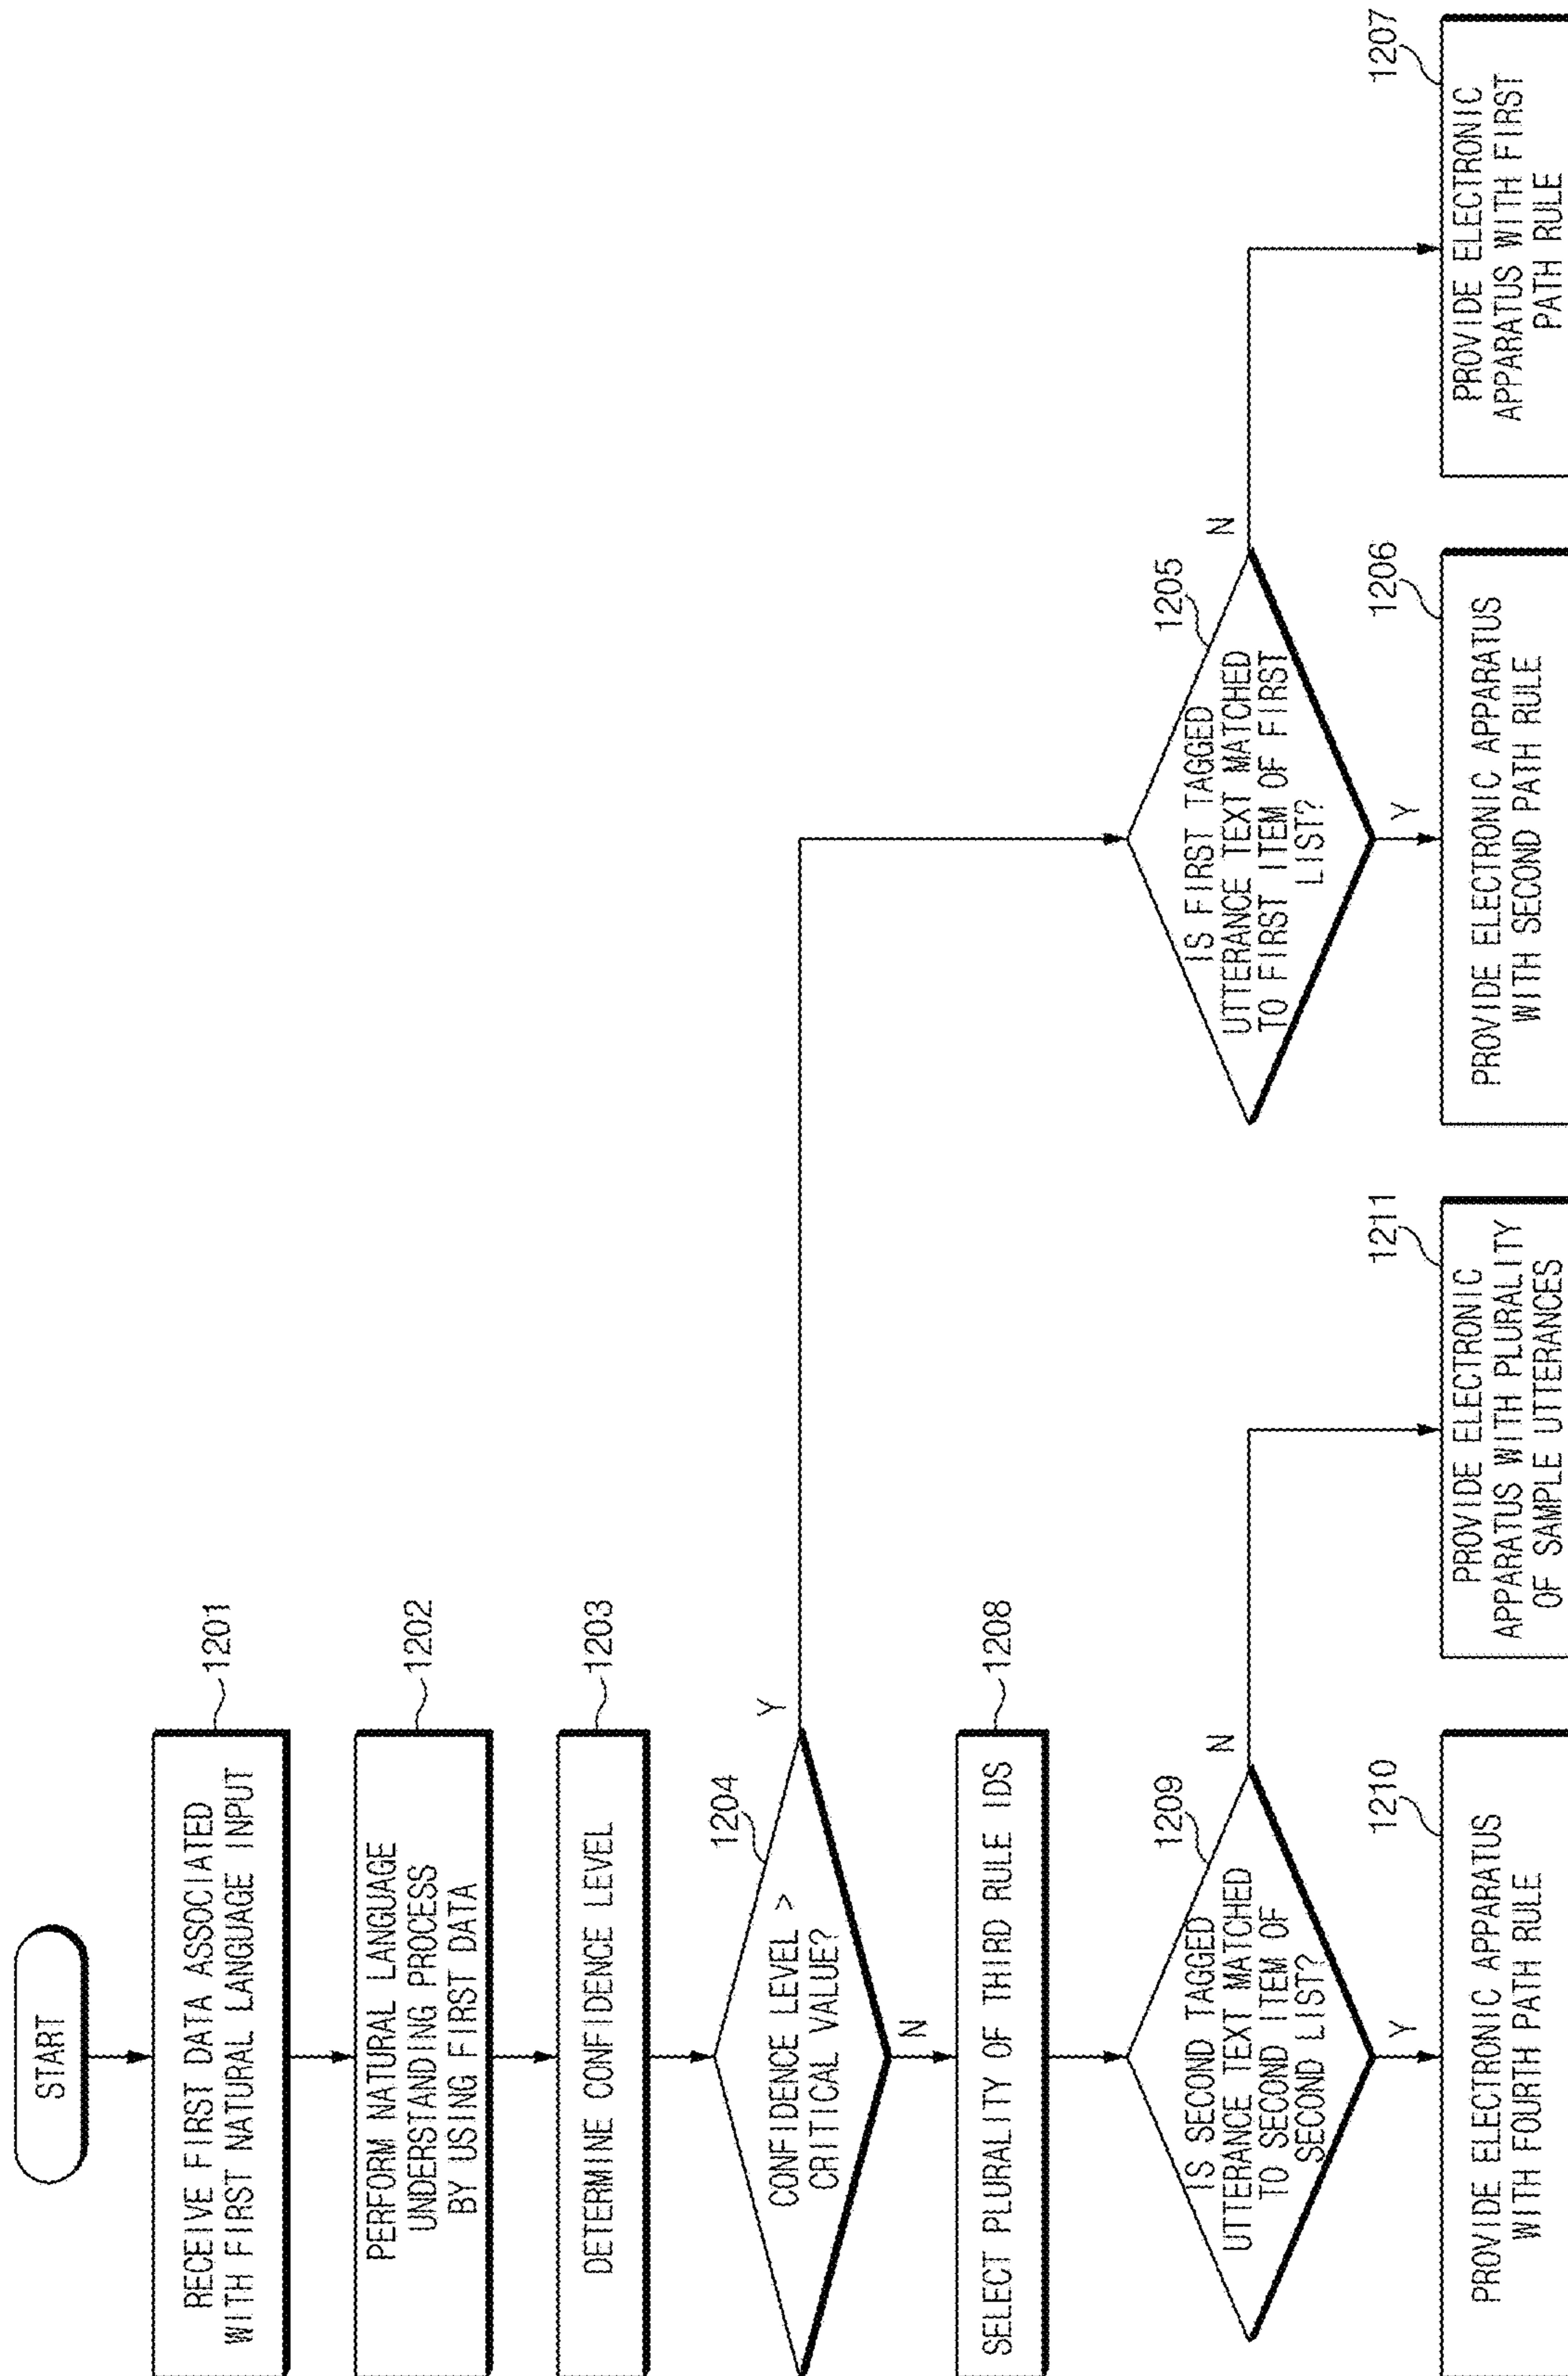 START
RECEIVE FIRST DATA ASSOCIATED
WITH FIRST NATURAL LANGUAGE INPUT
1201
PERFORM NATURAL LANGUAGE
UNDERSTANDING PROCESS
BY USING FIRST DATA
1202
DETERMINE CONFIDENCE LEVEL
1203
CONFIDENCE LEVEL >
CRITICAL VALUE?
1204
Y
N
SELECT PLURALITY OF THIRD RULE IDS
1208
IS SECOND TAGGED
UTTERANCE TEXT MATCHED
TO SECOND ITEM OF
SECOND LIST?
1209
N
Y
IS FIRST TAGGED
UTTERANCE TEXT MATCHED
TO FIRST ITEM OF FIRST
LIST?
1205
N
Y
PROVIDE ELECTRONIC APPARATUS
WITH FOURTH PATH RULE
1210
PROVIDE ELECTRONIC
APPARATUS WITH PLURALITY
OF SAMPLE UTTERANCES
1211
PROVIDE ELECTRONIC APPARATUS
WITH SECOND PATH RULE
1206
PROVIDE ELECTRONIC
APPARATUS WITH FIRST
PATH RULE
1207